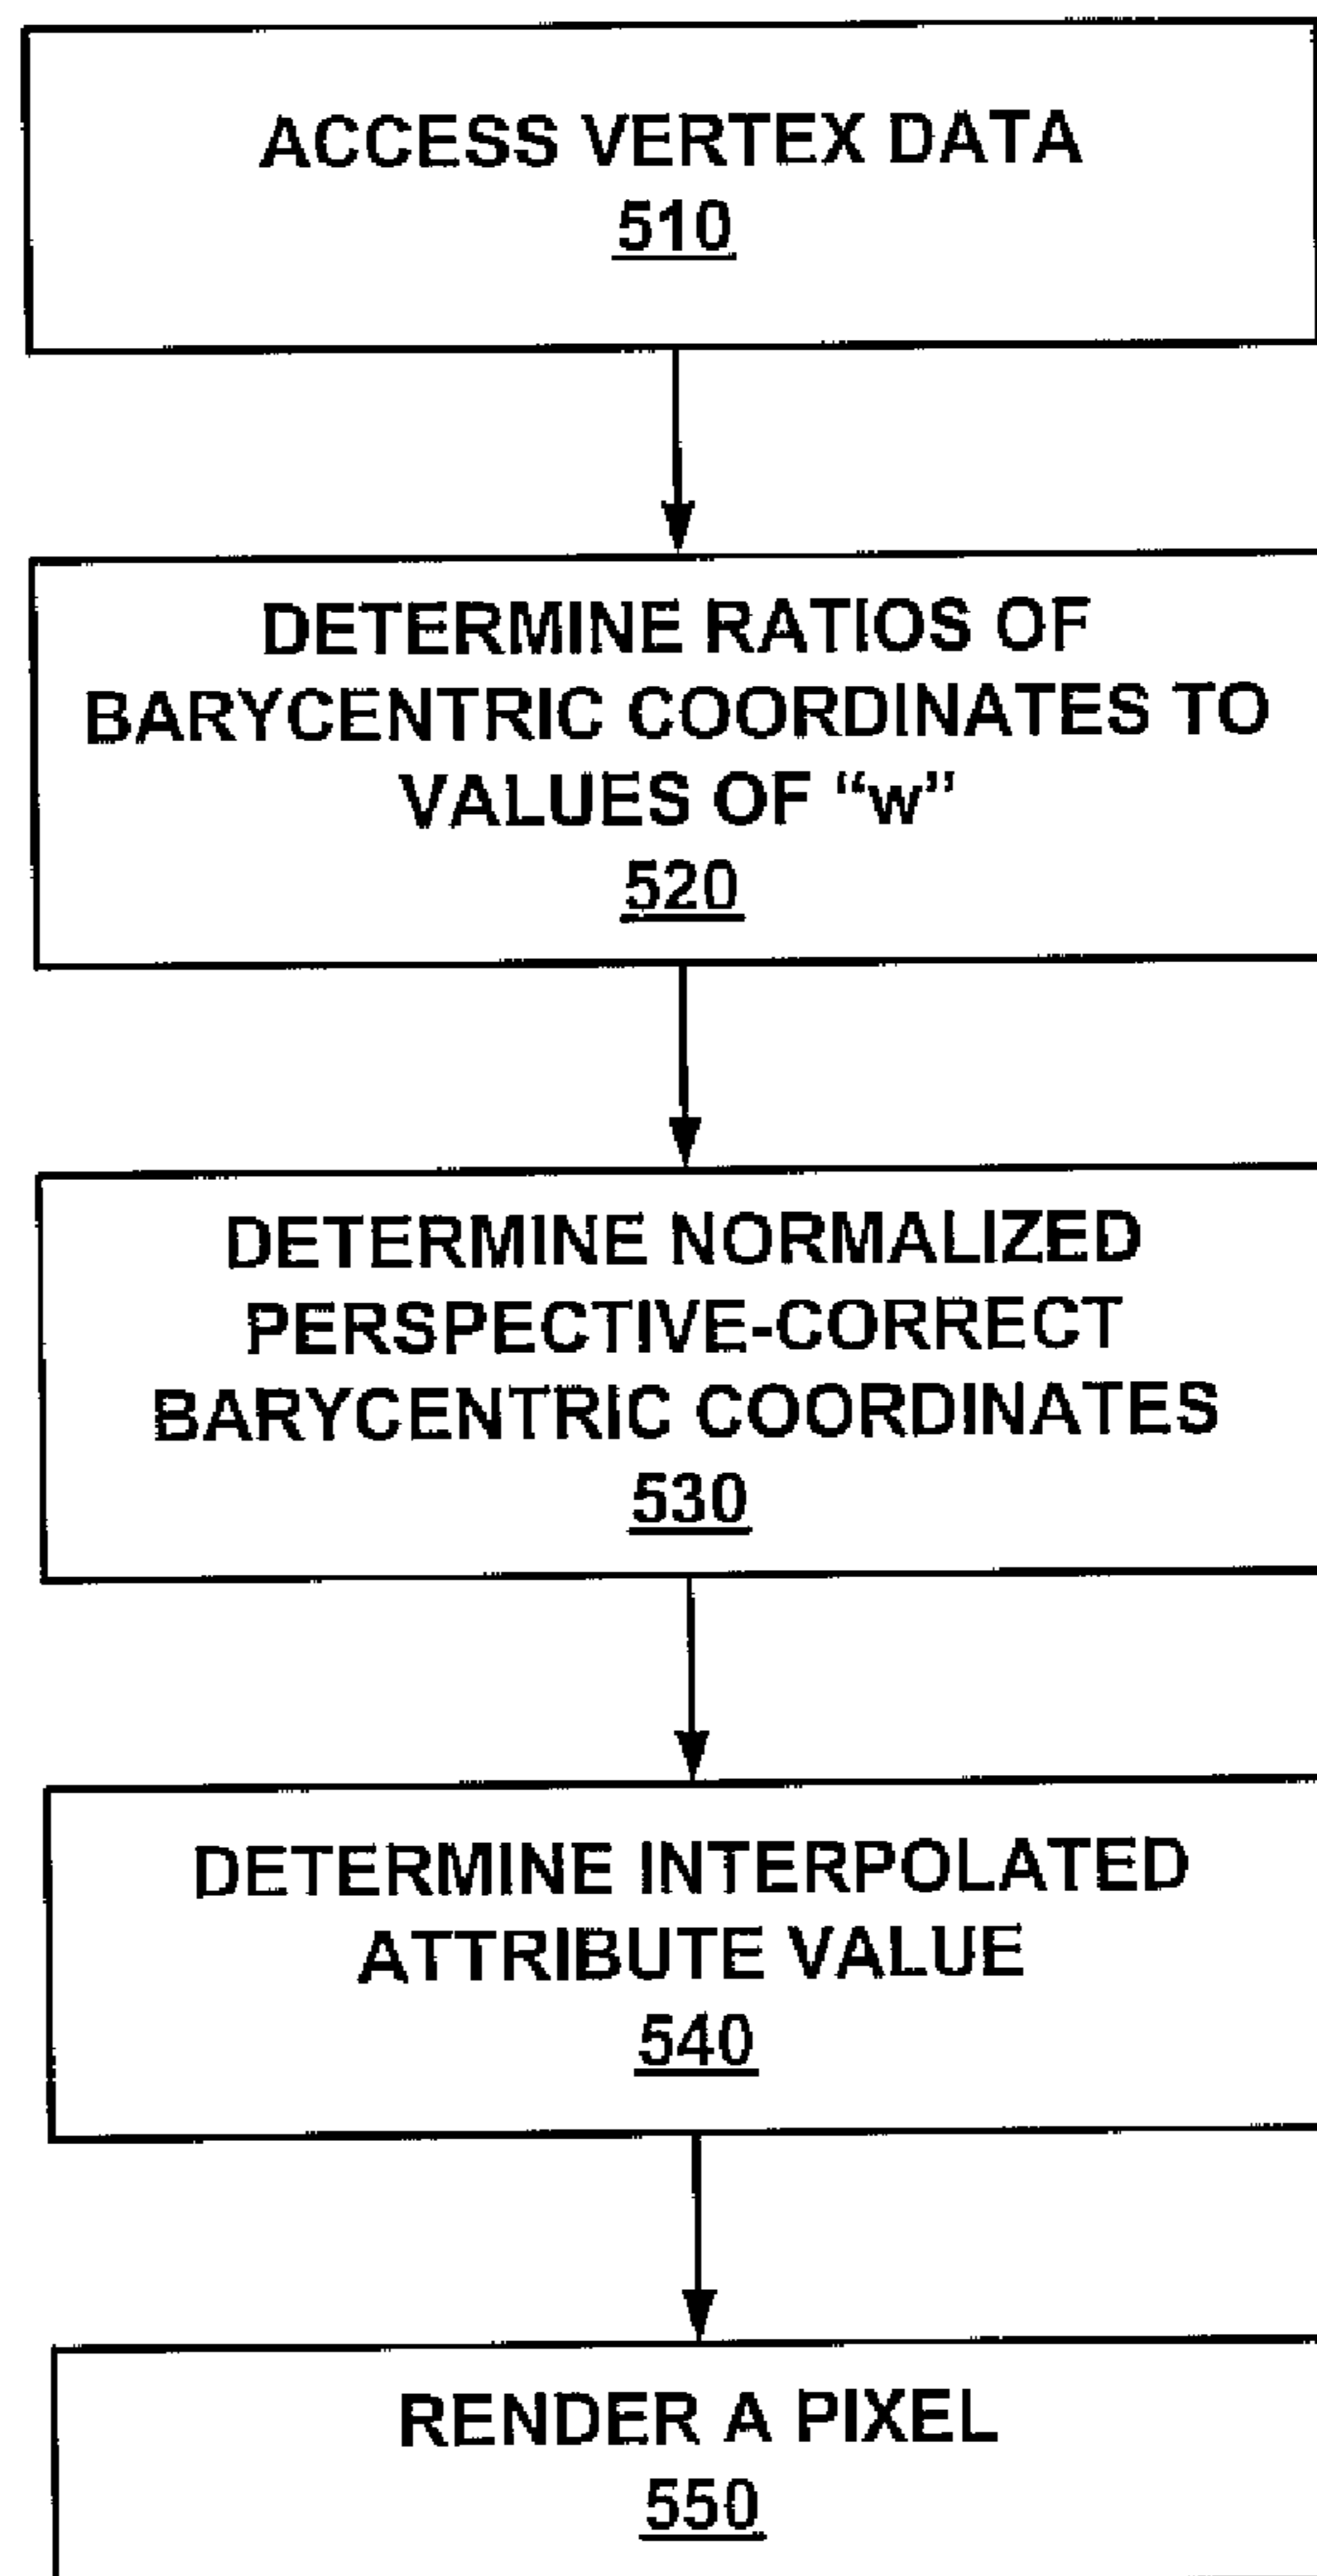 ACCESS VERTEX DATA
510
DETERMINE RATIOS OF
BARYCENTRIC COORDINATES TO
VALUES OF “w”
520
DETERMINE NORMALIZED
PERSPECTIVE-CORRECT
BARYCENTRIC COORDINATES
530
DETERMINE INTERPOLATED
ATTRIBUTE VALUE
540
RENDER A PIXEL
550